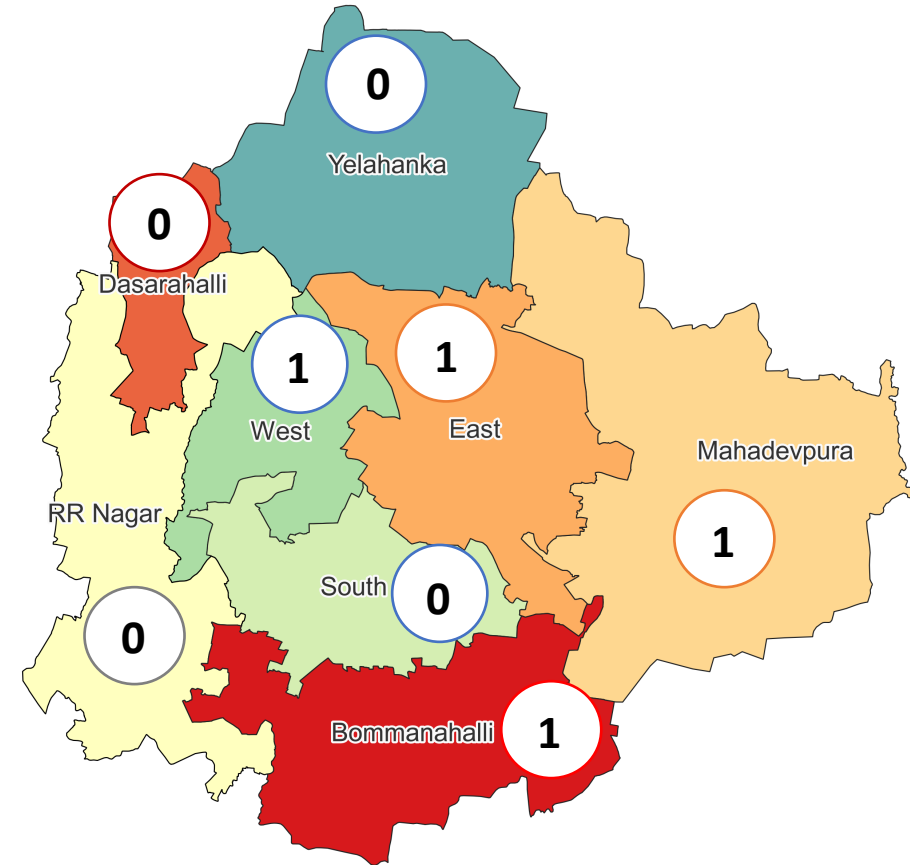 0
Yelahanka
0
Dasarahalli
1
West
1
East
Mahadevpura
1
RR Nagar
0
South
0
Bommanahalli
1